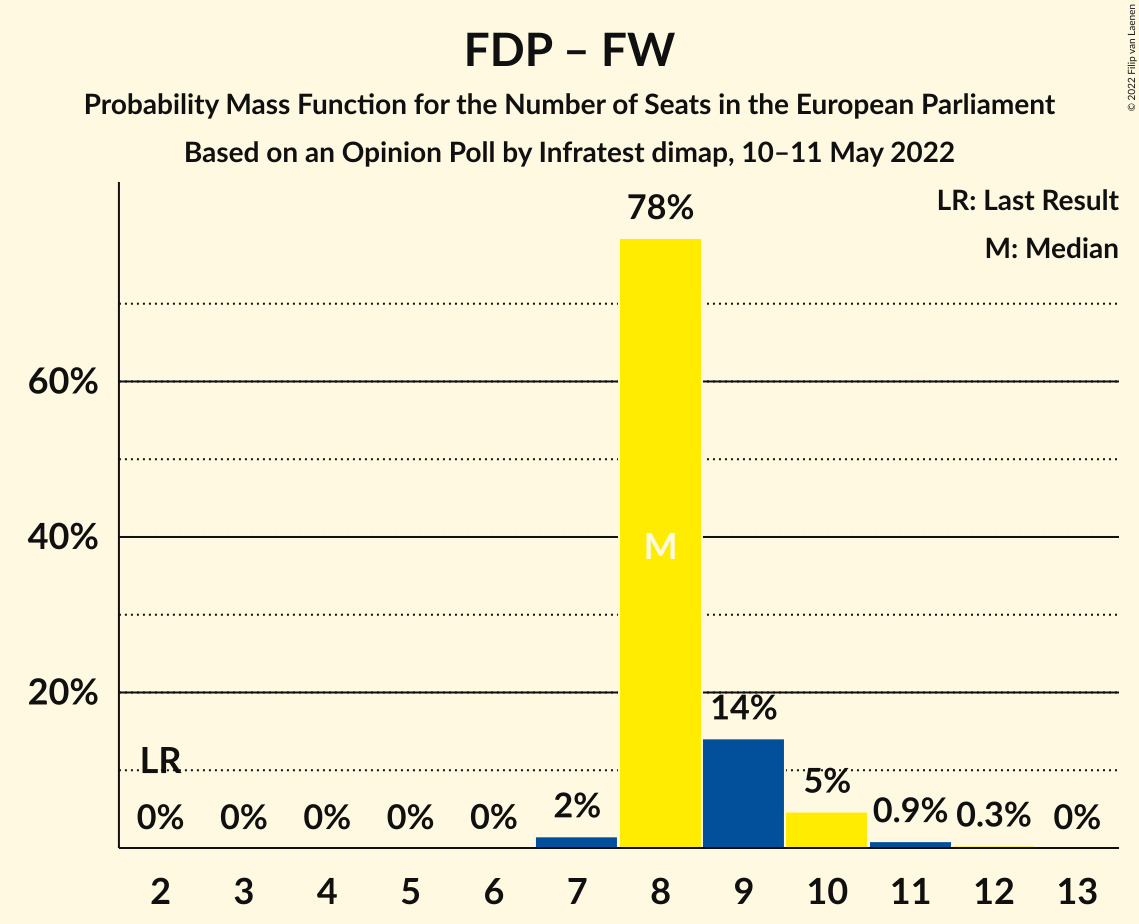 FDP – FW
Probability Mass Function for the Number of Seats in the European Parliament
Based on an Opinion Poll by Infratest dimap, 10–11 May 2022
© 2022 Filip van Laenen
LR: Last Result
M: Median
78%
60%
40%
M
20%
14%
LR
5%
0% 0% 0% 0% 0% 2% 0.9% 0.3% 0%
2 3 4 5 6 7 8 9 10 11 12 13